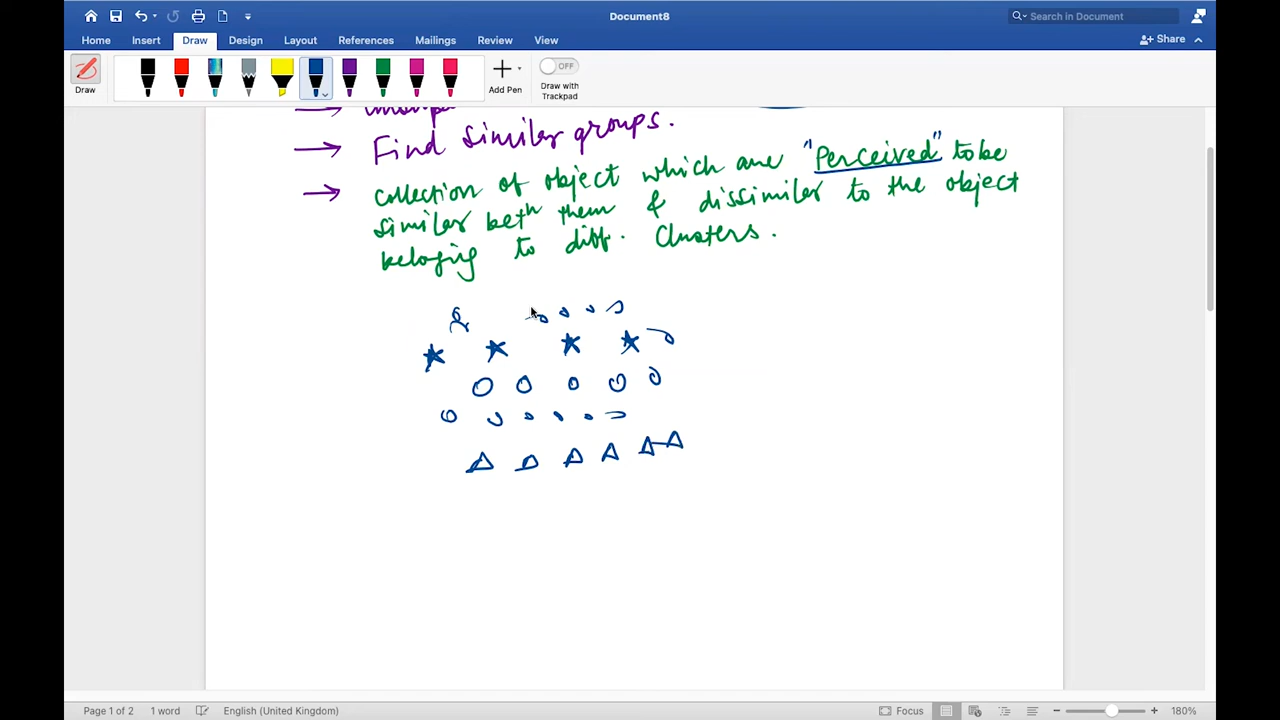 Document8
Search in Document
Home Insert Draw Design Layout References Mailings Review View
Share
Draw
Add Pen
OFF
Draw with
Trackpad
→ Find similar groups.
→ collection of object which are "Perceived" to be
similar betn them & dissimilar to the object
belonging to diff. Clusters.
Page 1 of 2 1 word English (United Kingdom) Focus 180%